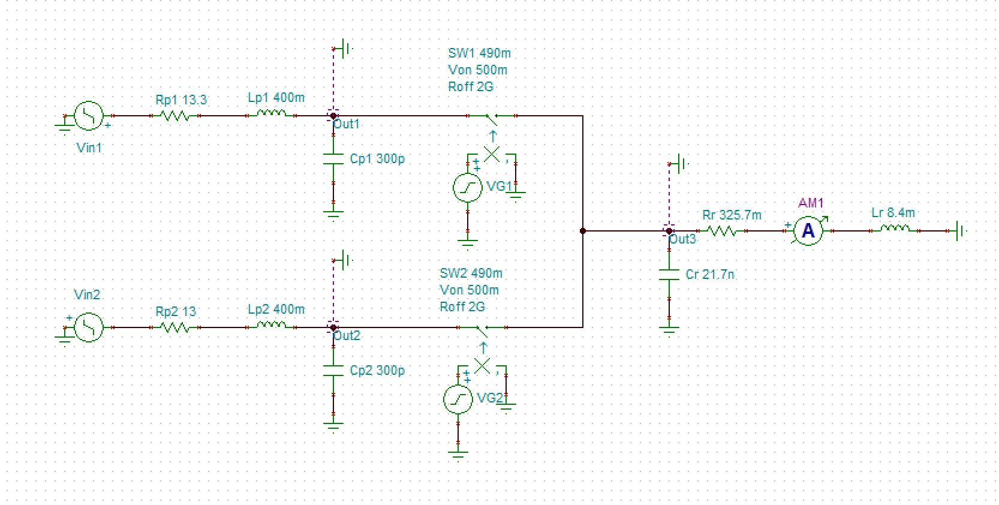 SW1 490m
Von 500m
Roff 2G
Rp1 13.3
Lp1 400m
+
Out1
Vin1
Cp1 300p
+
-
+
VG1
AM1
Rr 325.7m
Lr 8.4m
+
A
Out3
SW2 490m
Von 500m
Roff 2G
Cr 21.7n
Vin2
+
Rp2 13
Lp2 400m
Out2
Cp2 300p
+
-
+
VG2